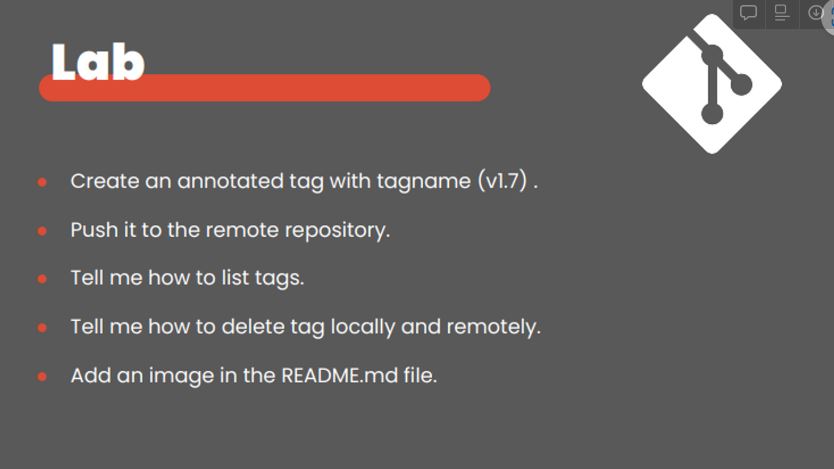 Lab
Create an annotated tag with tagname (v1.7) .
Push it to the remote repository.
Tell me how to list tags.
Tell me how to delete tag locally and remotely.
Add an image in the README.md file.